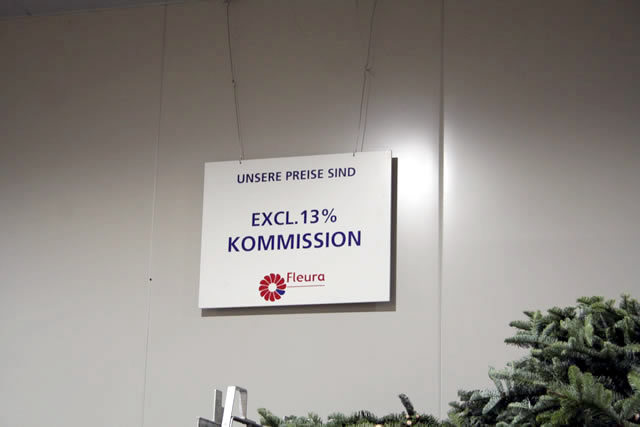 UNSERE PREISE SIND
EXCL.13%
KOMMISSION
Fleura